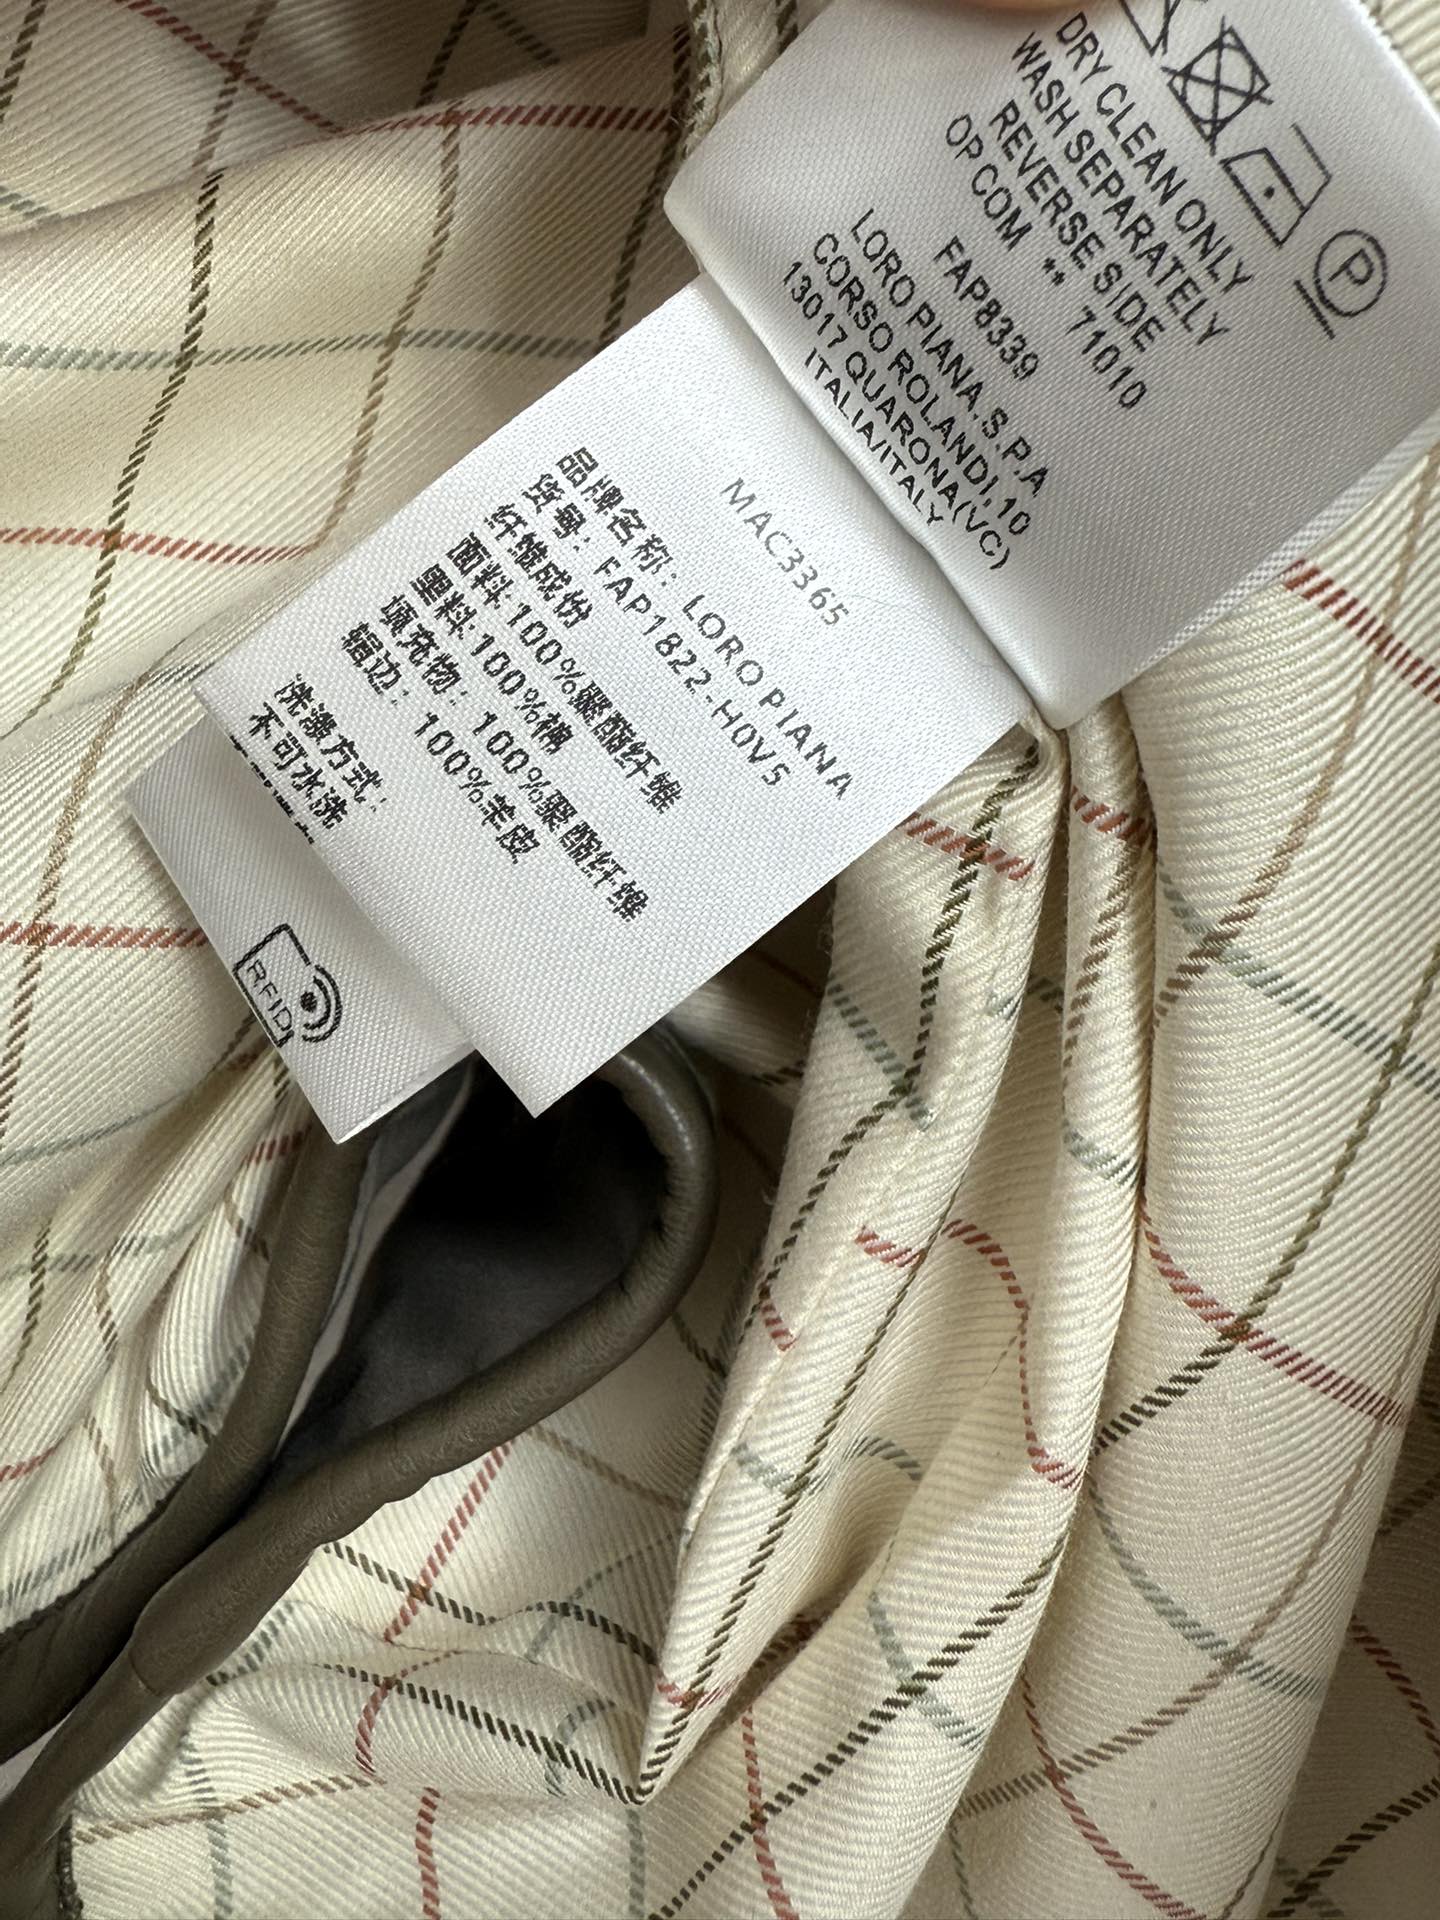 DRY CLEAN ONLY
WASH SEPARATELY
REVERSE SIDE
OP COM ** 71010
FAP8339
LORO PIANA.S.P.A
CORSO ROLANDI,10
13017 QUARONA(VC)
ITALIA/ITALY
P
MAC3365
品牌名称: LORO PIANA
款号: FAP1822-H0V5
纤维成份
面料:100%聚酯纤维
里料:100%棉
填充物: 100%聚酯纤维
辑边: 100%羊皮
洗涤方式:
不可水洗
RFID